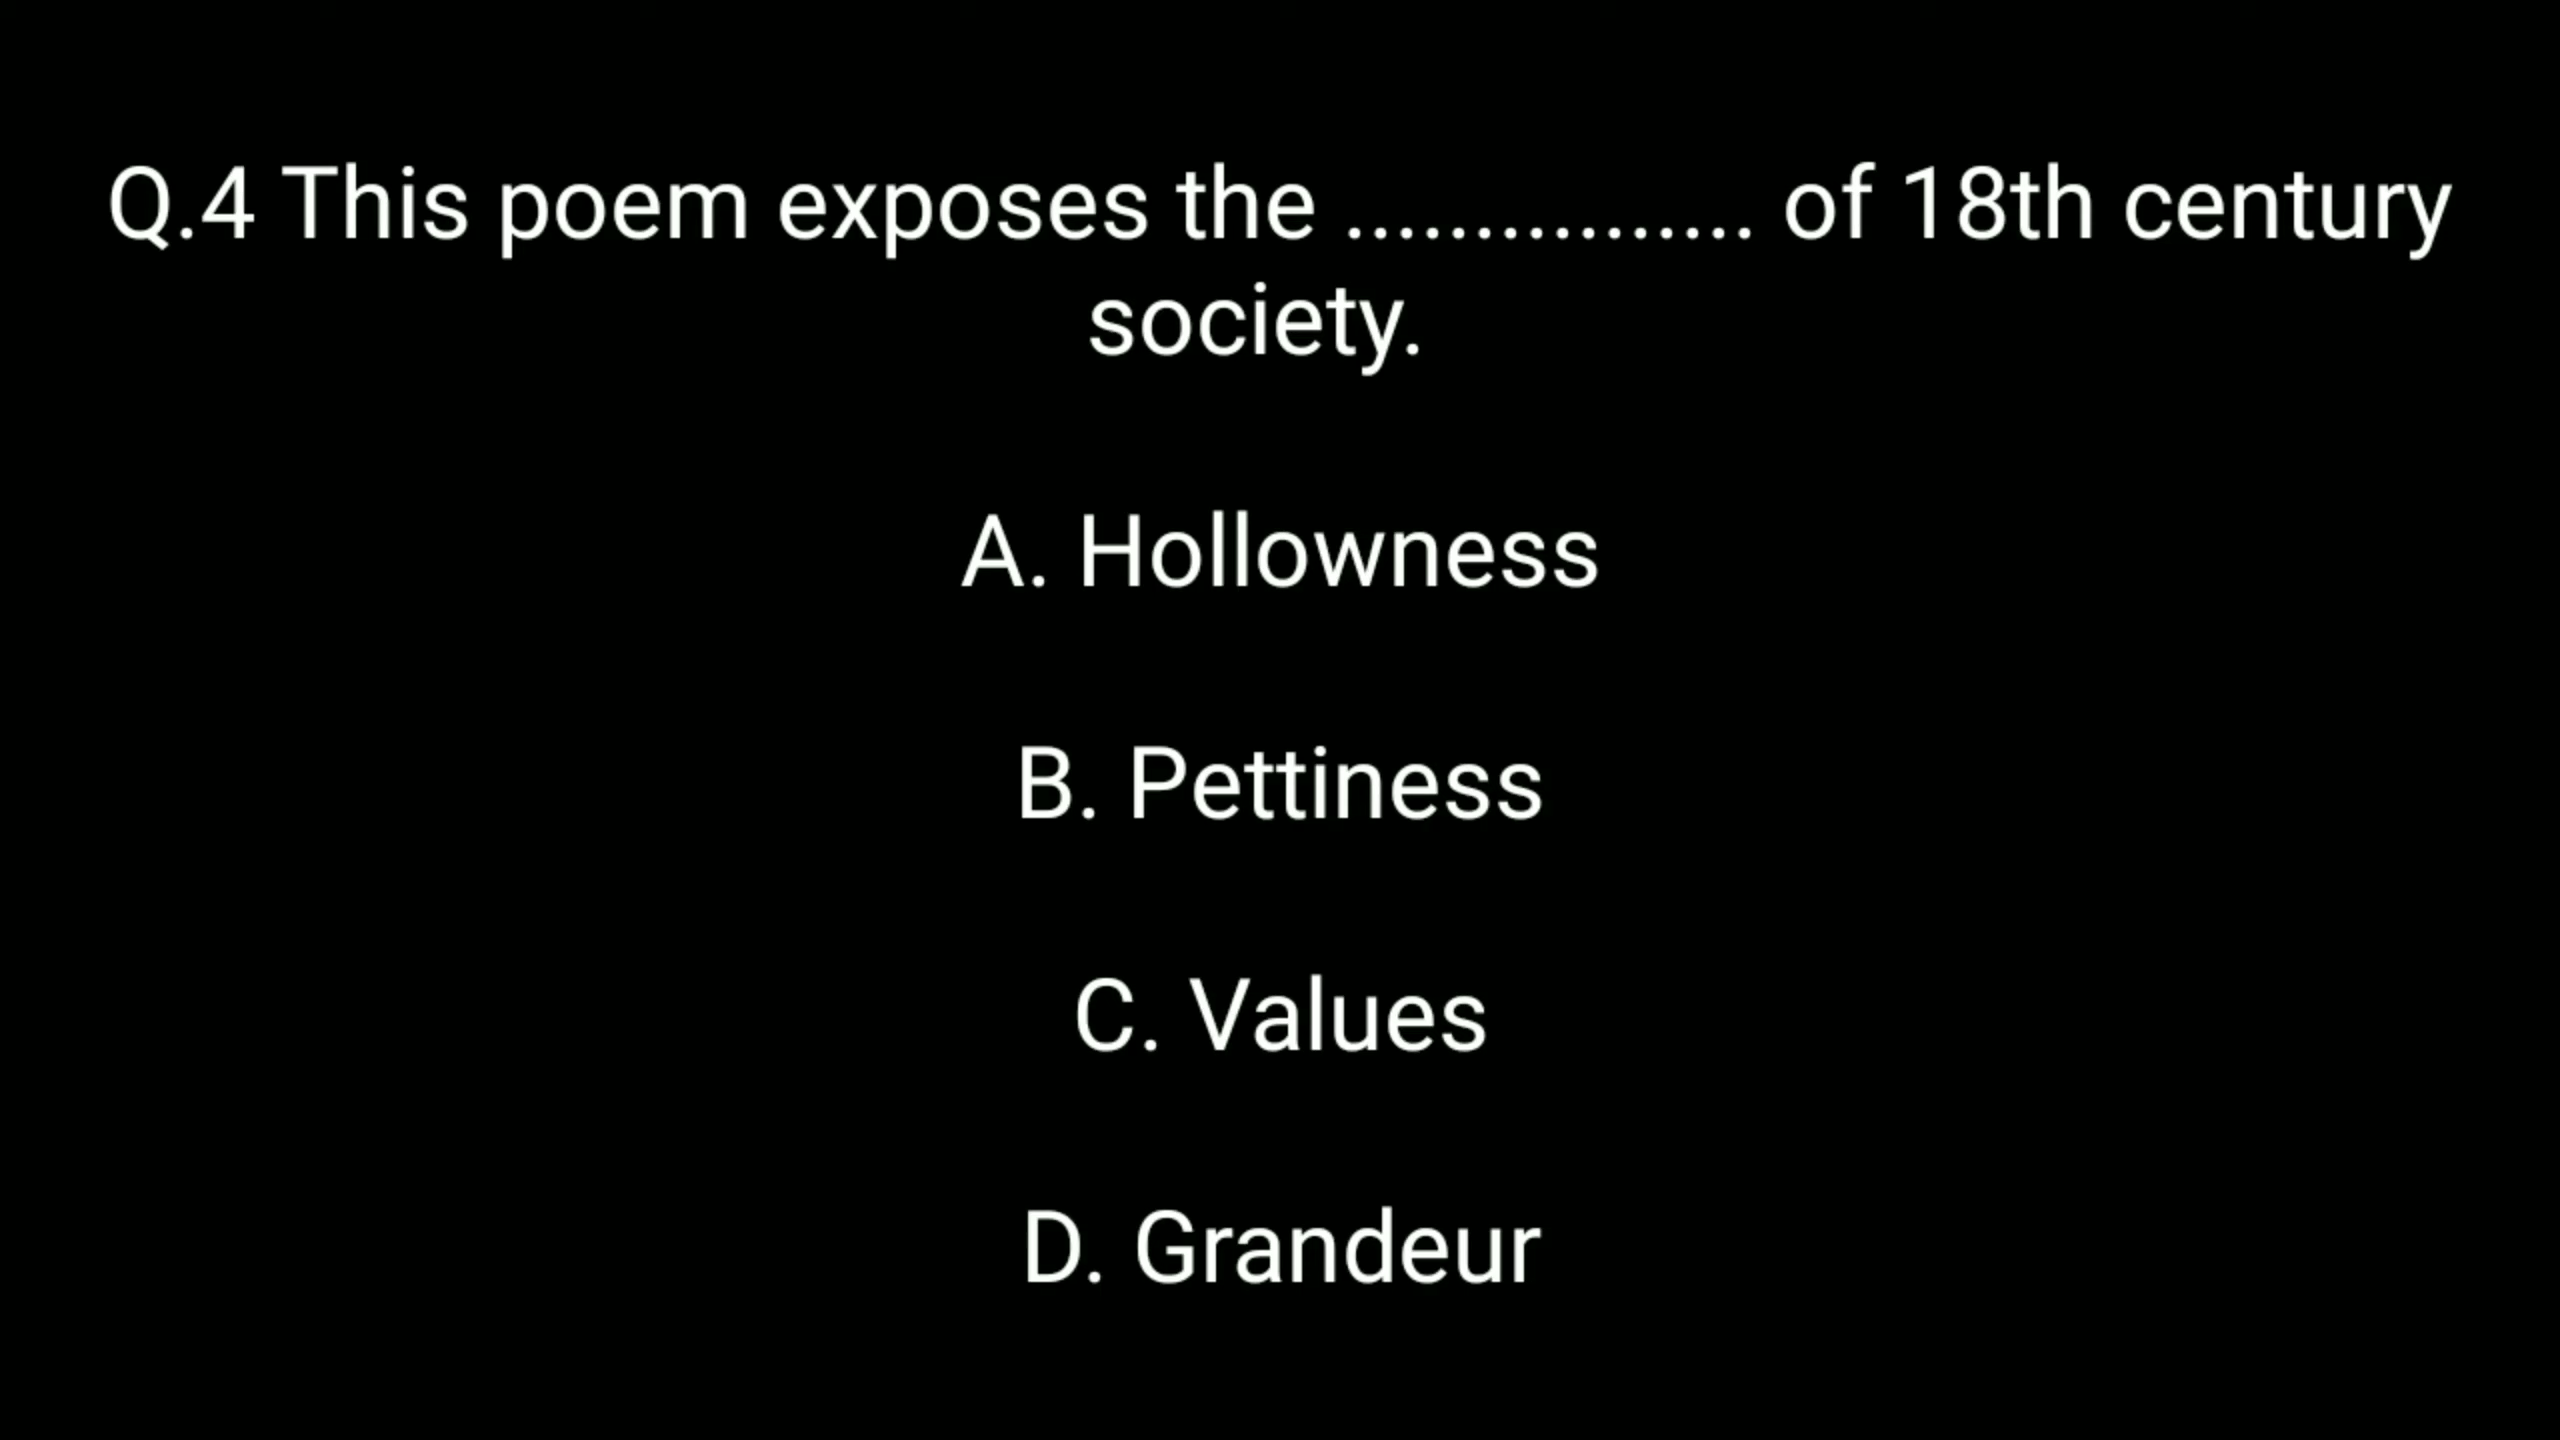 Q.4 This poem exposes the ................ of 18th century
society.
A. Hollowness
B. Pettiness
C. Values
D. Grandeur